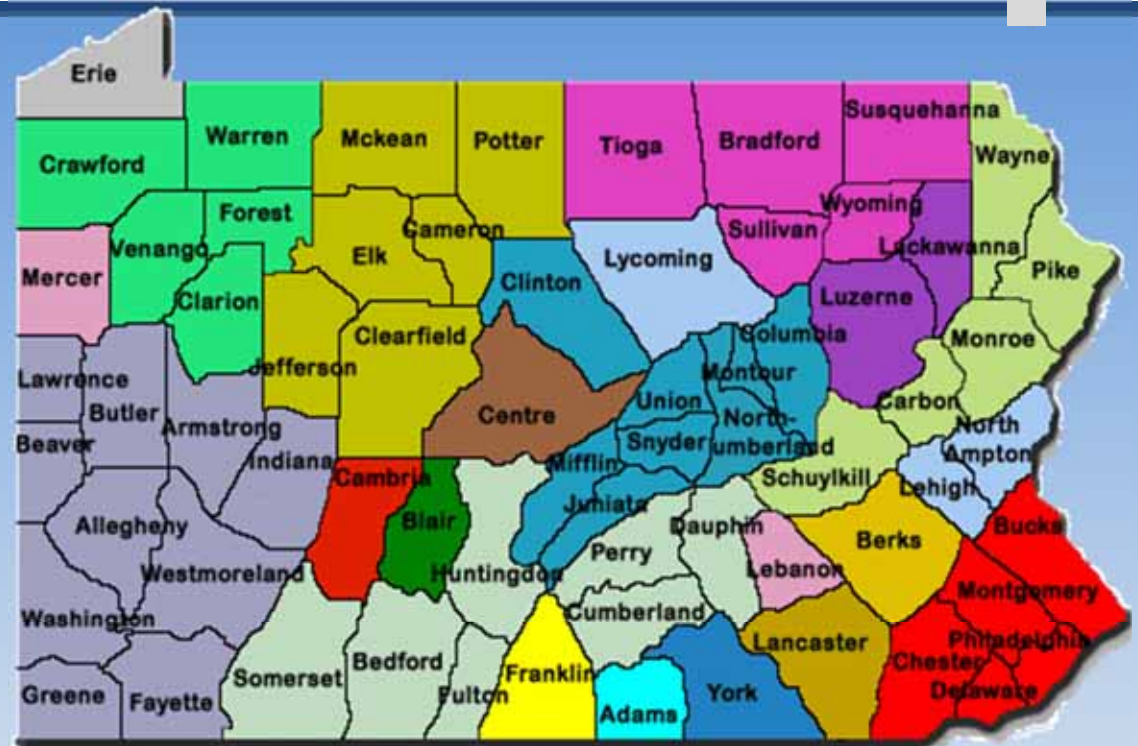 Erie
Crawford
Warren
Mckean
Potter
Tioga
Bradford
Susquehanna
Wayne
Forest
Venango
Elk
Cameron
Clinton
Lycoming
Sullivan
Wyoming
Lackawanna
Pike
Mercer
Clarion
Luzerne
Clearfield
Columbia
Monroe
Jefferson
Montour
Lawrence
Butler
Armstrong
Centre
Union
North-
umberland
Carbon
Beaver
Indiana
Snyder
Mifflin
Schuylkill
North
Ampton
Lehigh
Cambria
Juniata
Allegheny
Blair
Dauphin
Berks
Bucks
Perry
Westmoreland
Huntingdon
Lebanon
Montgomery
Washington
Cumberland
Lancaster
Philadelphia
Somerset
Bedford
Franklin
Chester
Greene
Fayette
Fulton
Adams
York
Delaware